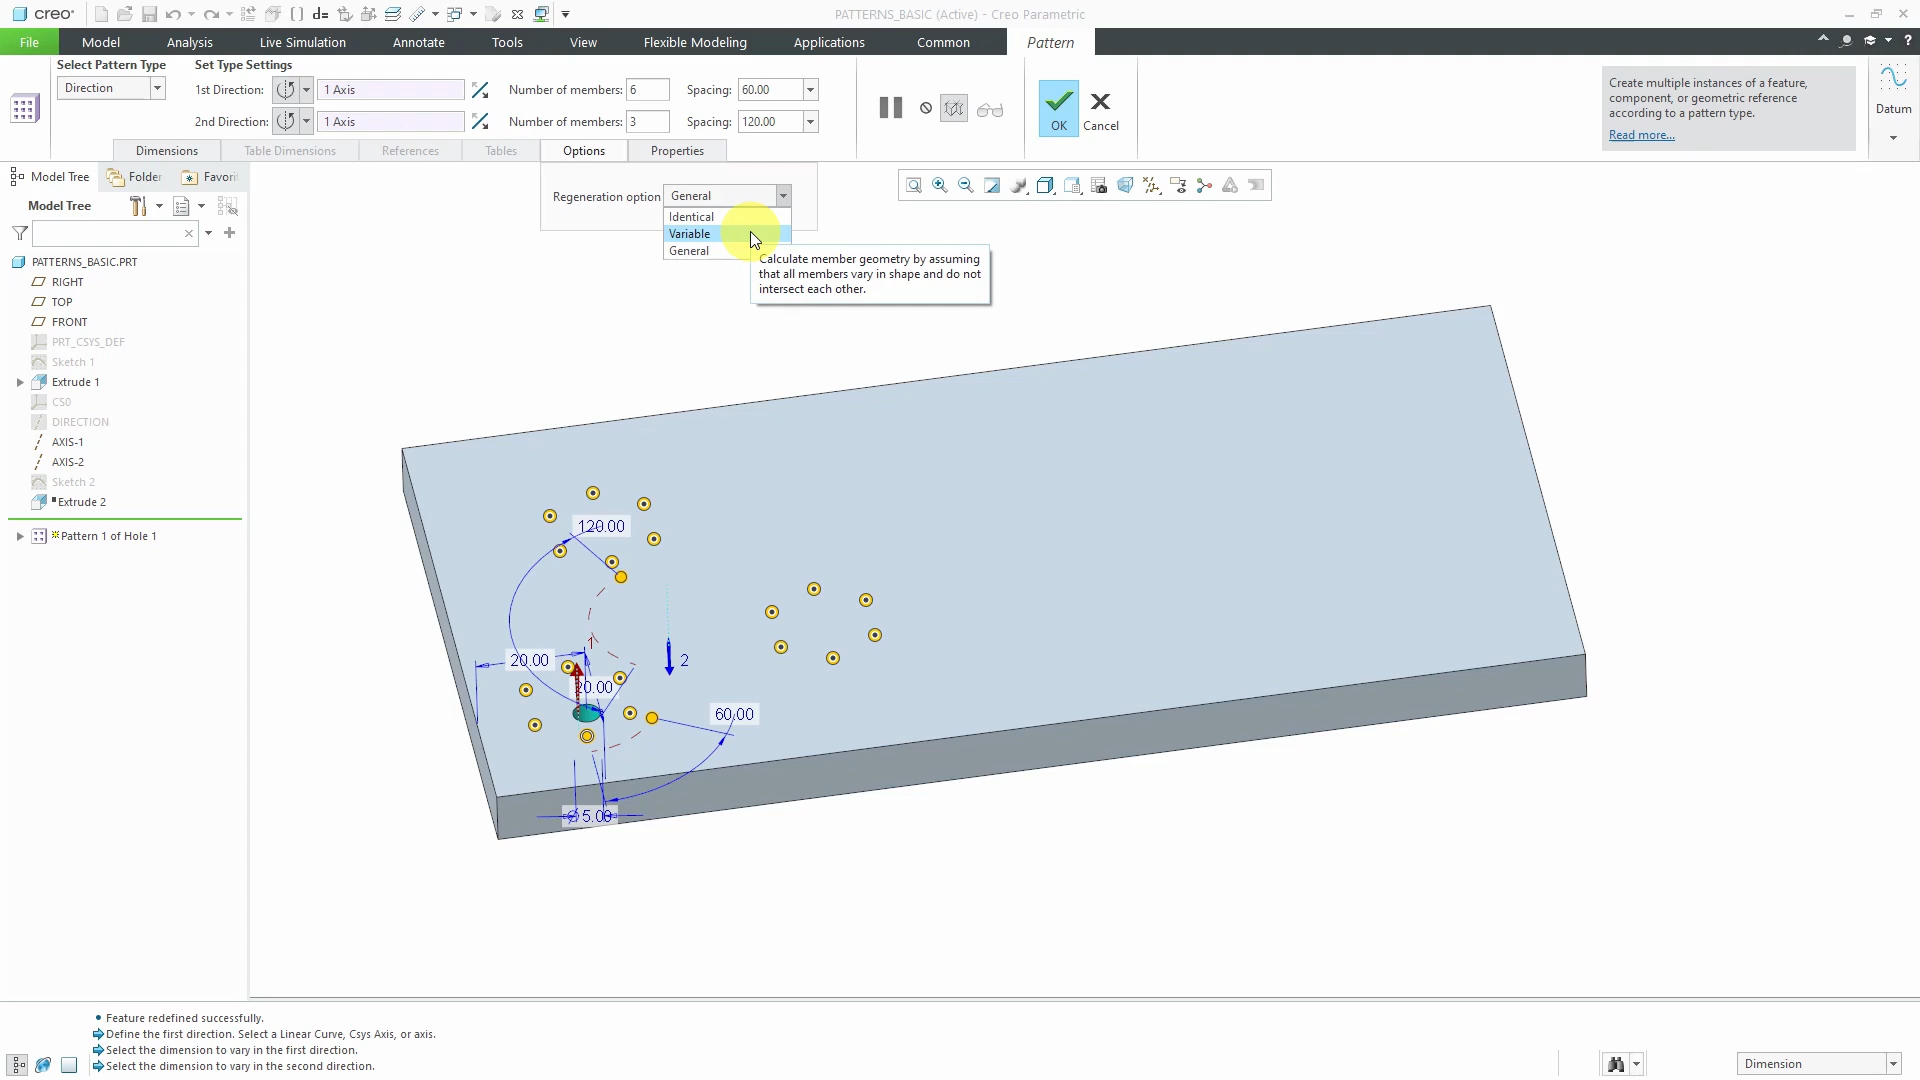 creo
PATTERNS_BASIC (Active) - Creo Parametric
File Model Analysis Live Simulation Annotate Tools View Flexible Modeling Applications Common Pattern
Select Pattern Type Set Type Settings
Direction 1st Direction: 1 Axis Number of members: 6 Spacing: 60.00
2nd Direction: 1 Axis Number of members: 3 Spacing: 120.00
OK Cancel
Create multiple instances of a feature,
component, or geometric reference
according to a pattern type.
Read more...
Datum
Dimensions Table Dimensions References Tables Options Properties
Model Tree Folder Favori
Model Tree
Regeneration option General
Identical
Variable
General
Calculate member geometry by assuming
that all members vary in shape and do not
intersect each other.
PATTERNS_BASIC.PRT
RIGHT
TOP
FRONT
PRT_CSYS_DEF
Sketch 1
Extrude 1
CS0
DIRECTION
AXIS-1
AXIS-2
Sketch 2
Extrude 2
Pattern 1 of Hole 1
120.00
1
20.00
2
20.00
60.00
⌀5.00
Feature redefined successfully.
Define the first direction. Select a Linear Curve, Csys Axis, or axis.
Select the dimension to vary in the first direction.
Select the dimension to vary in the second direction.
Dimension